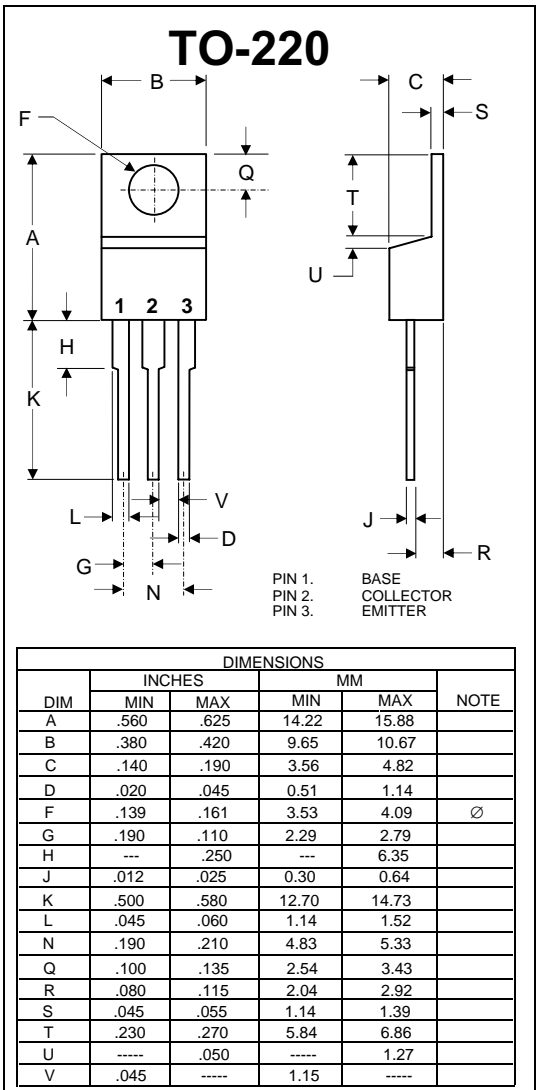 TO-220
B
C
S
F
Q
T
A
U
1 2 3
H
K
V
L
J
D
G
R
N
PIN 1. BASE
PIN 2. COLLECTOR
PIN 3. EMITTER
DIMENSIONS
INCHES MM
DIM MIN MAX MIN MAX NOTE
A .560 .625 14.22 15.88
B .380 .420 9.65 10.67
C .140 .190 3.56 4.82
D .020 .045 0.51 1.14
F .139 .161 3.53 4.09 ∅
G .190 .110 2.29 2.79
H --- .250 --- 6.35
J .012 .025 0.30 0.64
K .500 .580 12.70 14.73
L .045 .060 1.14 1.52
N .190 .210 4.83 5.33
Q .100 .135 2.54 3.43
R .080 .115 2.04 2.92
S .045 .055 1.14 1.39
T .230 .270 5.84 6.86
U ----- .050 ----- 1.27
V .045 ----- 1.15 -----